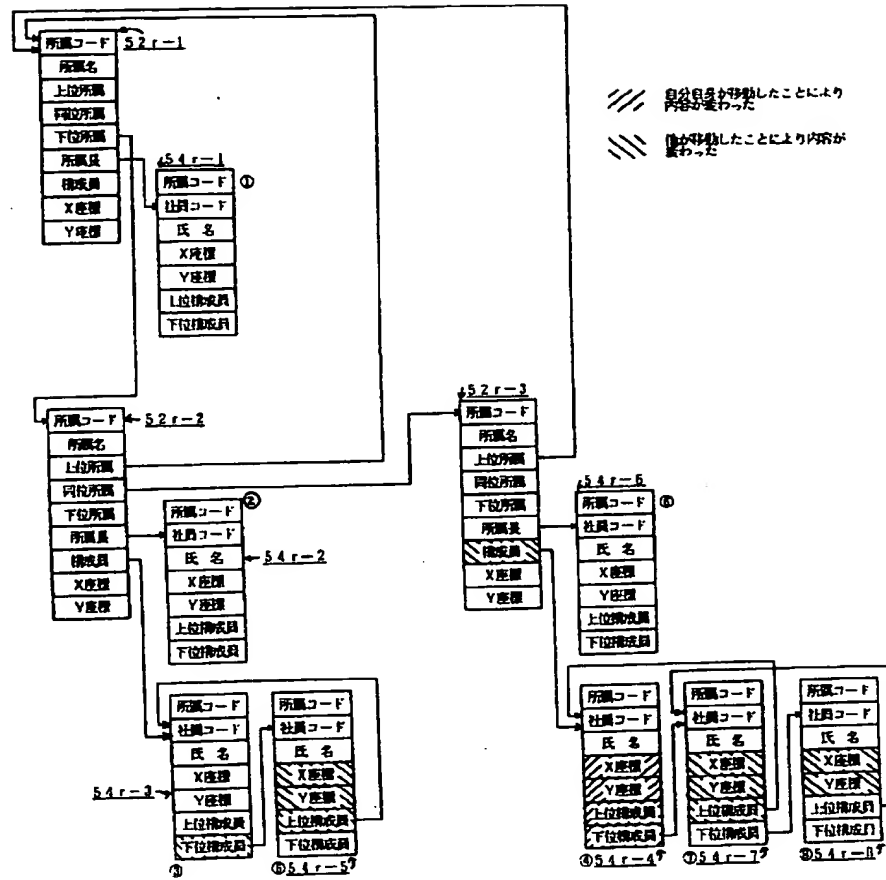 所属コード
52r-1
所属名
上位所属
同位所属
下位所属
所属長
構成員
X座標
Y座標
54r-1
所属コード
①
社員コード
氏 名
X座標
Y座標
上位構成員
下位構成員
自分自身が移動したことにより
内容が変わった
他が移動したことにより内容が
変わった
所属コード
52r-2
所属名
上位所属
同位所属
下位所属
所属長
構成員
X座標
Y座標
②
所属コード
社員コード
氏 名
54r-2
X座標
Y座標
上位構成員
下位構成員
所属コード
社員コード
氏 名
X座標
54r-3
Y座標
上位構成員
下位構成員
③
所属コード
社員コード
氏 名
X座標
Y座標
上位構成員
下位構成員
54r-5
52r-3
所属コード
所属名
上位所属
同位所属
下位所属
所属長
構成員
X座標
Y座標
所属コード
社員コード
氏 名
X座標
Y座標
上位構成員
下位構成員
所属コード
社員コード
氏 名
X座標
Y座標
上位構成員
下位構成員
④54r-4
所属コード
社員コード
氏 名
X座標
Y座標
上位構成員
下位構成員
⑦54r-7
所属コード
社員コード
氏 名
X座標
Y座標
上位構成員
下位構成員